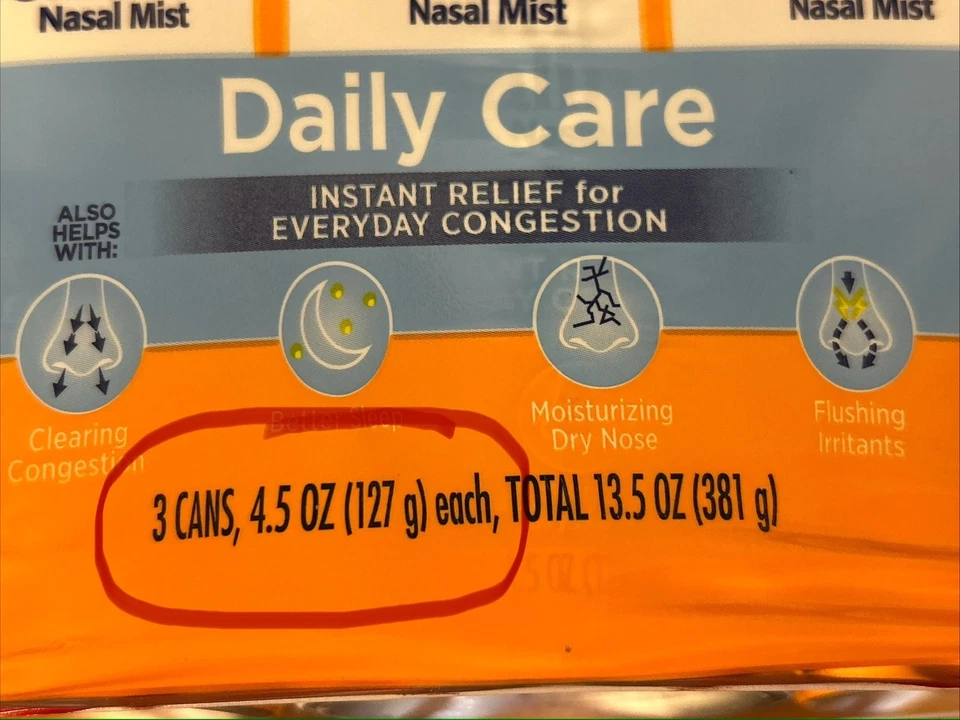 Nasal Mist
Nasal Mist
Nasal Mist
Daily Care
INSTANT RELIEF for
EVERYDAY CONGESTION
ALSO
HELPS
WITH:
Clearing
Congestion
Better Sleep
Moisturizing
Dry Nose
Flushing
Irritants
3 CANS, 4.5 OZ (127 g) each, TOTAL 13.5 OZ (381 g)